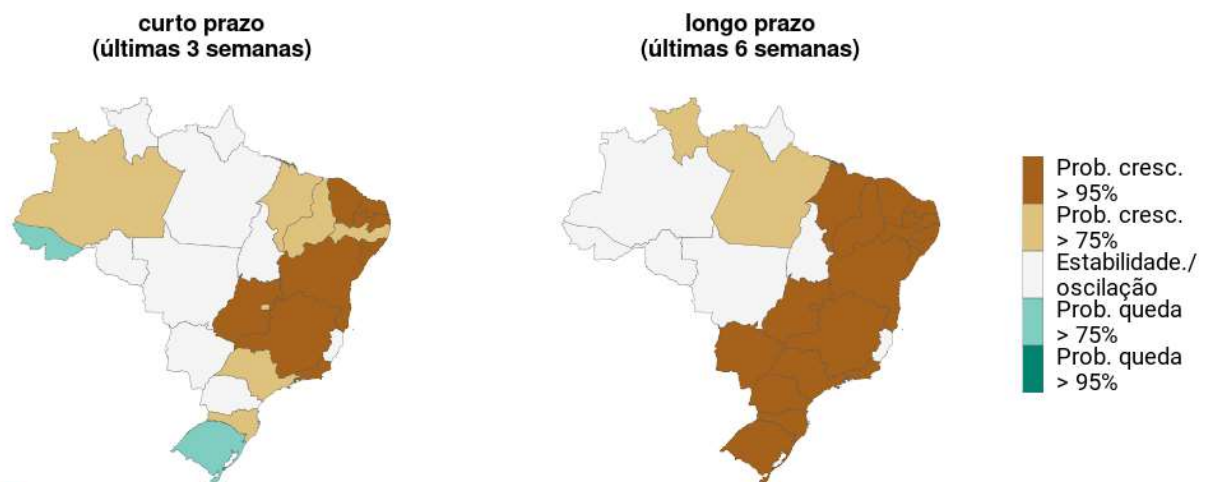 curto prazo
(últimas 3 semanas)
longo prazo
(últimas 6 semanas)
Prob. cresc.
> 95%
Prob. cresc.
> 75%
Estabilidade./
oscilação
Prob. queda
> 75%
Prob. queda
> 95%